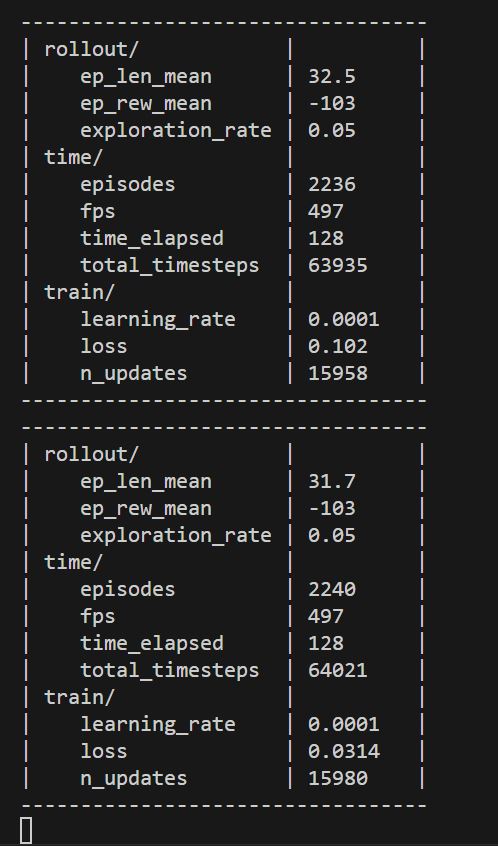 ----------------------------------
| rollout/            |          |
|    ep_len_mean      | 32.5     |
|    ep_rew_mean      | -103     |
|    exploration_rate | 0.05     |
| time/               |          |
|    episodes         | 2236     |
|    fps              | 497      |
|    time_elapsed     | 128      |
|    total_timesteps  | 63935    |
| train/              |          |
|    learning_rate    | 0.0001   |
|    loss             | 0.102    |
|    n_updates        | 15958    |
----------------------------------
----------------------------------
| rollout/            |          |
|    ep_len_mean      | 31.7     |
|    ep_rew_mean      | -103     |
|    exploration_rate | 0.05     |
| time/               |          |
|    episodes         | 2240     |
|    fps              | 497      |
|    time_elapsed     | 128      |
|    total_timesteps  | 64021    |
| train/              |          |
|    learning_rate    | 0.0001   |
|    loss             | 0.0314   |
|    n_updates        | 15980    |
----------------------------------